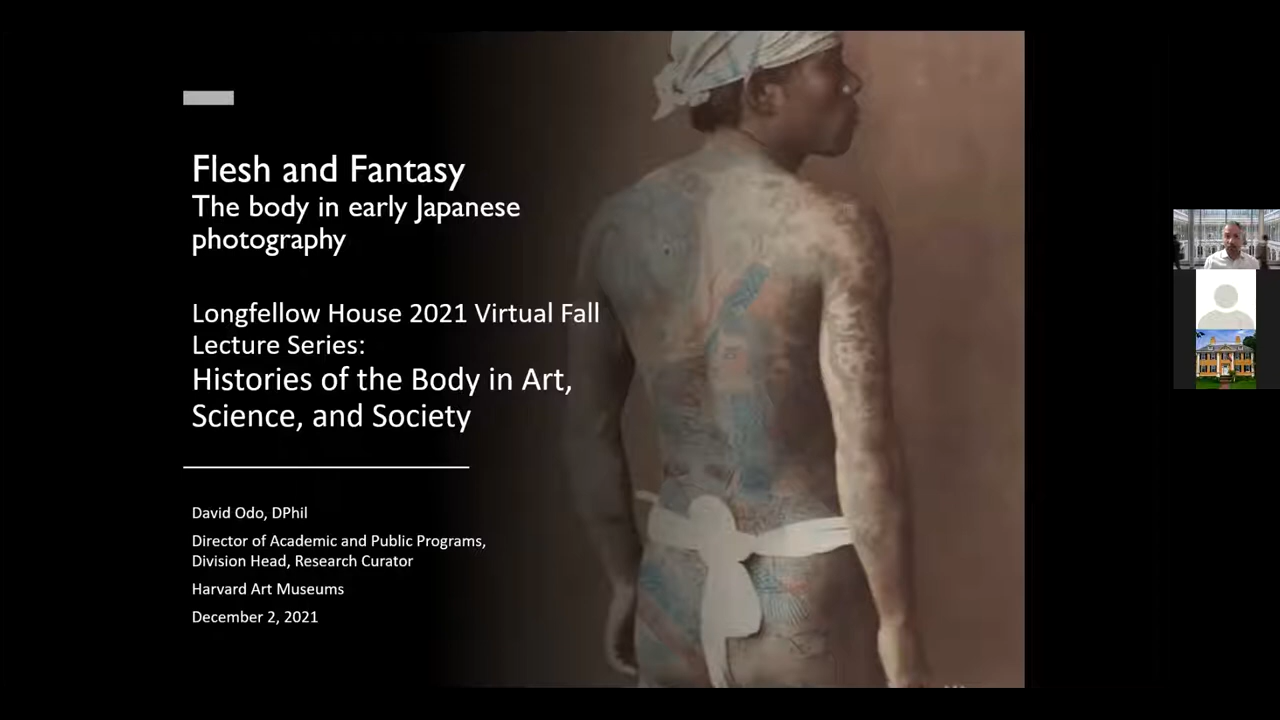 Flesh and Fantasy
The body in early Japanese
photography
Longfellow House 2021 Virtual Fall
Lecture Series:
Histories of the Body in Art,
Science, and Society
David Odo, DPhil
Director of Academic and Public Programs,
Division Head, Research Curator
Harvard Art Museums
December 2, 2021